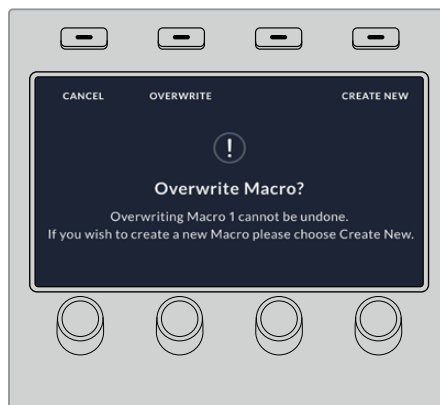 CANCEL OVERWRITE CREATE NEW
!
Overwrite Macro?
Overwriting Macro 1 cannot be undone.
If you wish to create a new Macro please choose Create New.